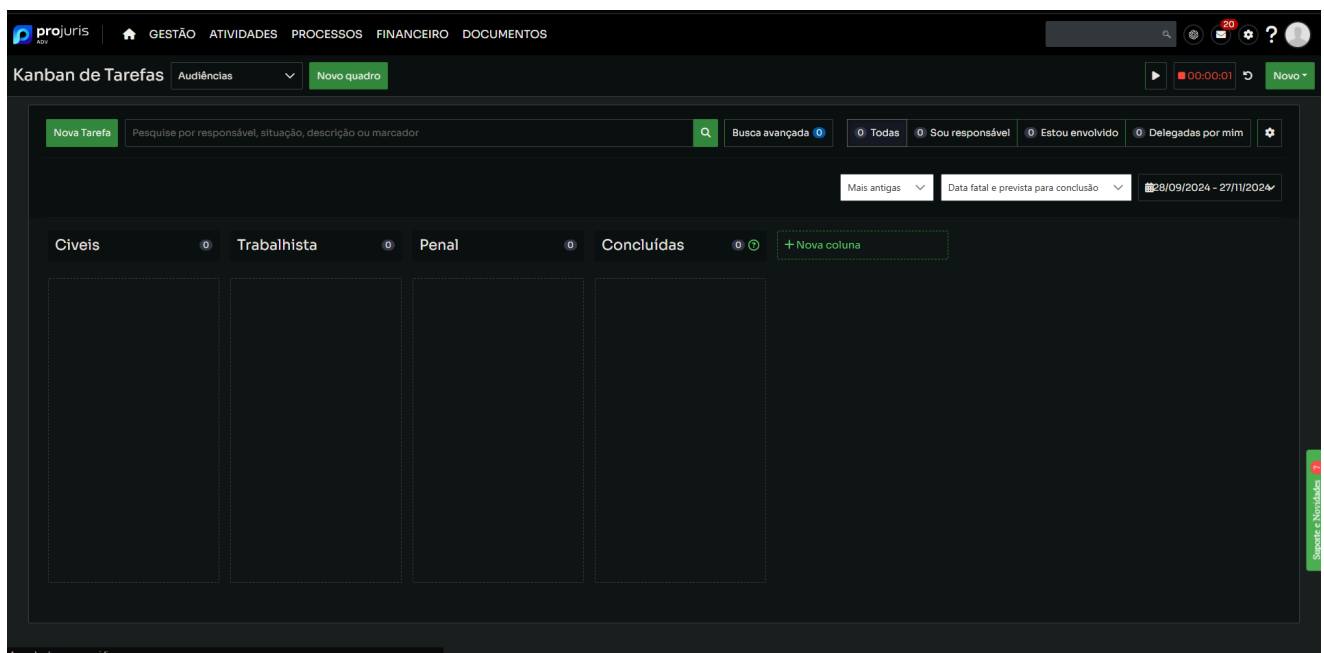 projuris
ADV
GESTÃO ATIVIDADES PROCESSOS FINANCEIRO DOCUMENTOS
20
?
Kanban de Tarefas Audiências Novo quadro 00:00:01 Novo
Nova Tarefa Pesquise por responsável, situação, descrição ou marcador Busca avançada 0 0 Todas 0 Sou responsável 0 Estou envolvido 0 Delegadas por mim
Mais antigas Data fatal e prevista para conclusão 28/09/2024 - 27/11/2024
Civeis 0 Trabalhista 0 Penal 0 Concluídas 0 ? + Nova coluna
Suporte e Novidades 7